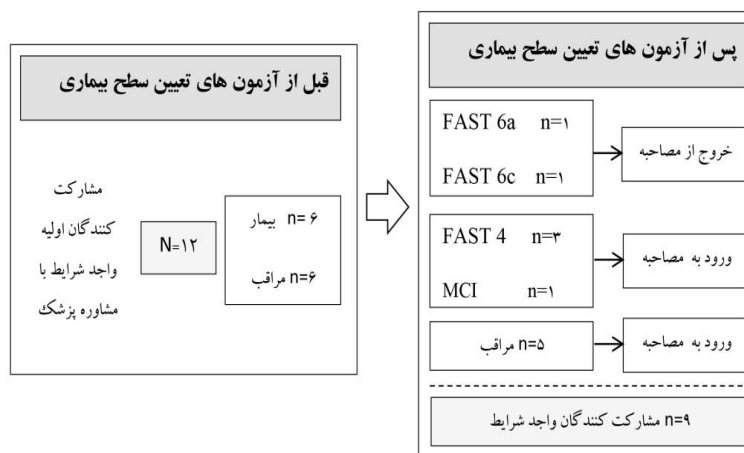 قبل از آزمون های تعیین سطح بیماری
مشارکت
کنندگان اولیه
واجد شرایط با
مشاوره پزشک
N=۱۲
n= ۶ بیمار
n=۶ مراقب
پس از آزمون های تعیین سطح بیماری
FAST 6a n=۱
FAST 6c n=۱
خروج از مصاحبه
FAST 4 n=۳
MCI n=۱
ورود به مصاحبه
n=۵ مراقب
ورود به مصاحبه
n=۹ مشارکت کنندگان واجد شرایط